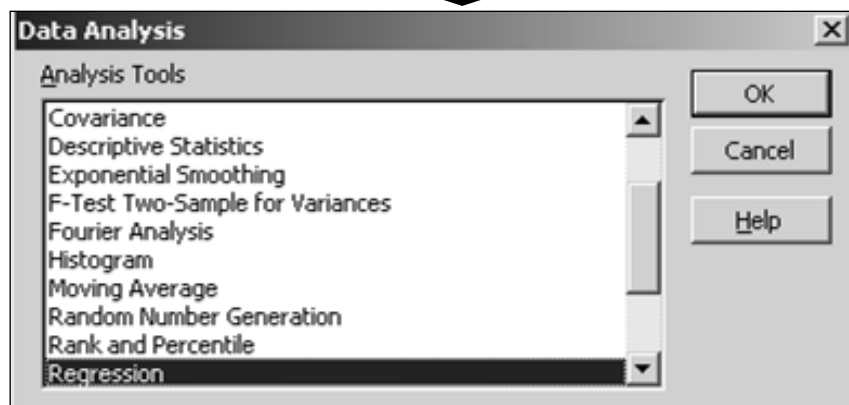 Data Analysis
Analysis Tools
Covariance
Descriptive Statistics
Exponential Smoothing
F-Test Two-Sample for Variances
Fourier Analysis
Histogram
Moving Average
Random Number Generation
Rank and Percentile
Regression
OK
Cancel
Help